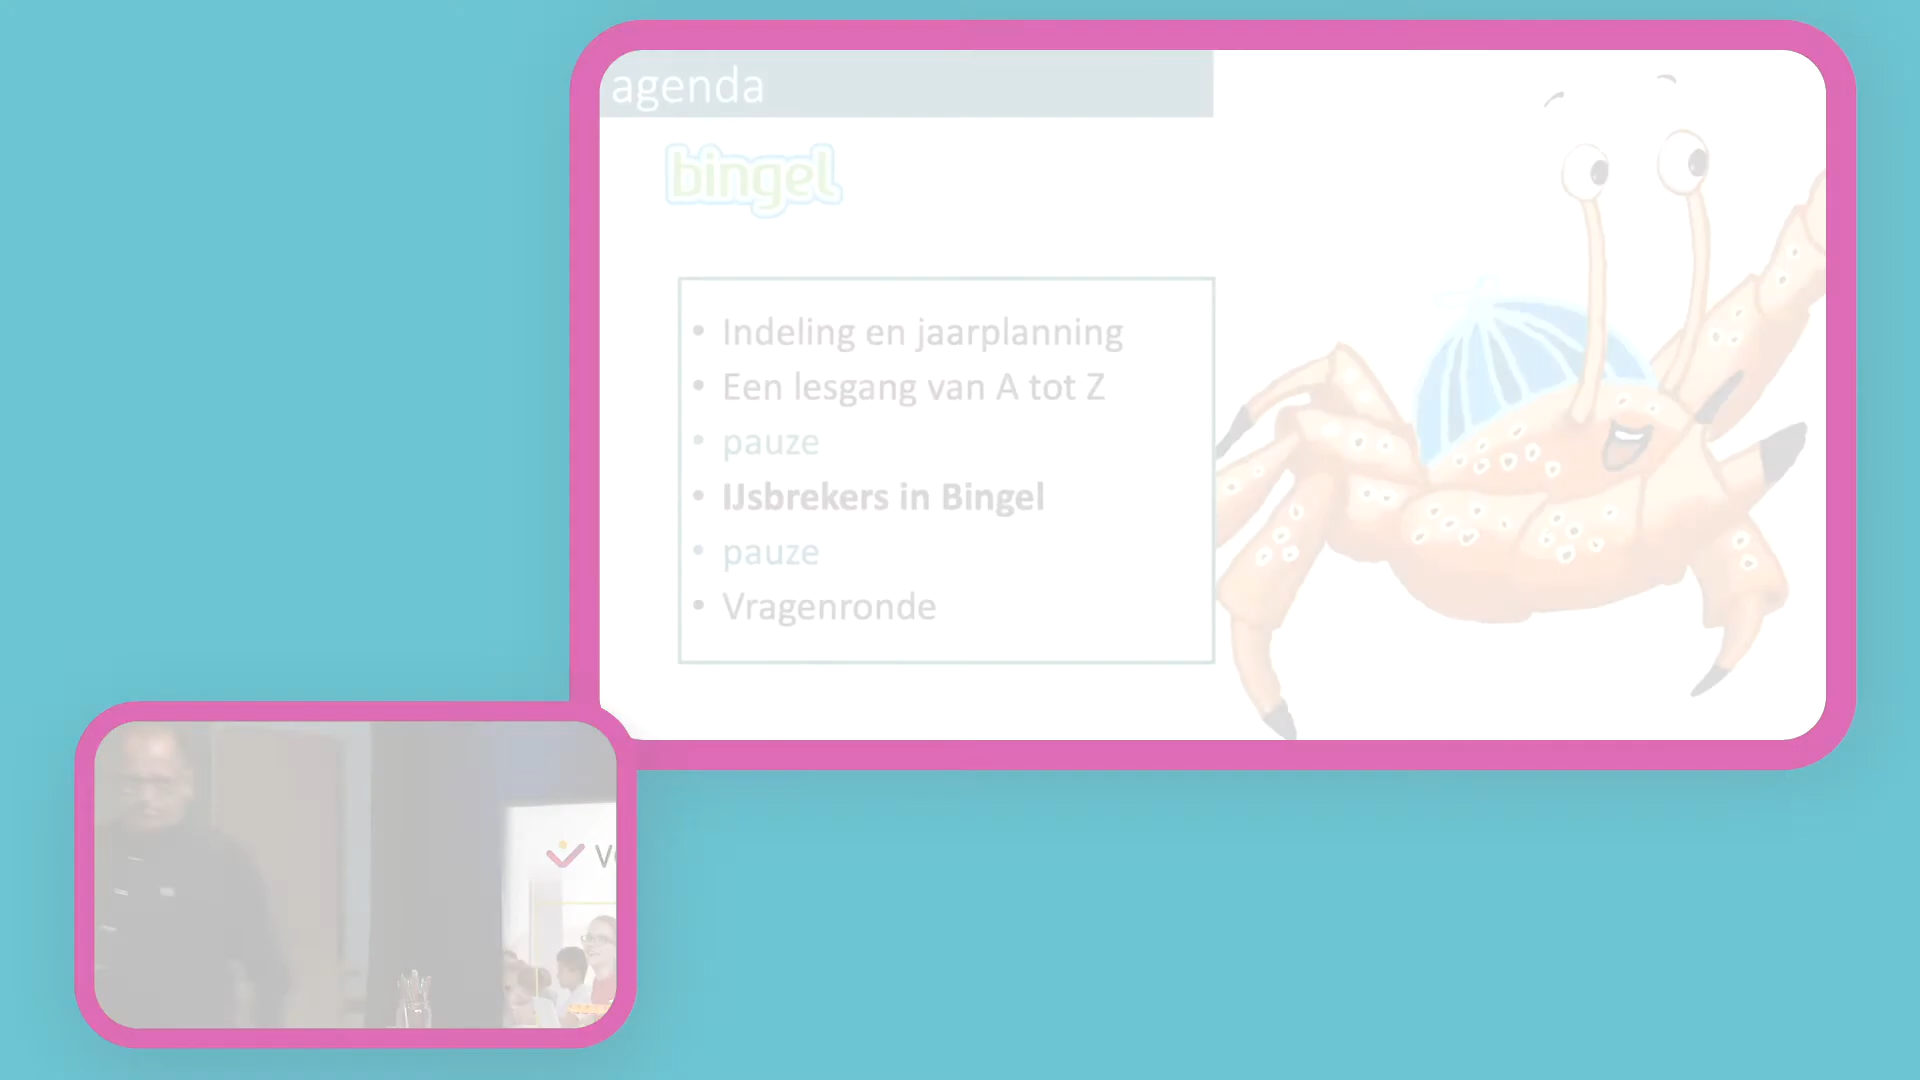 agenda
bingel
• Indeling en jaarplanning
• Een lesgang van A tot Z
• pauze
• IJsbrekers in Bingel
• pauze
• Vragenronde